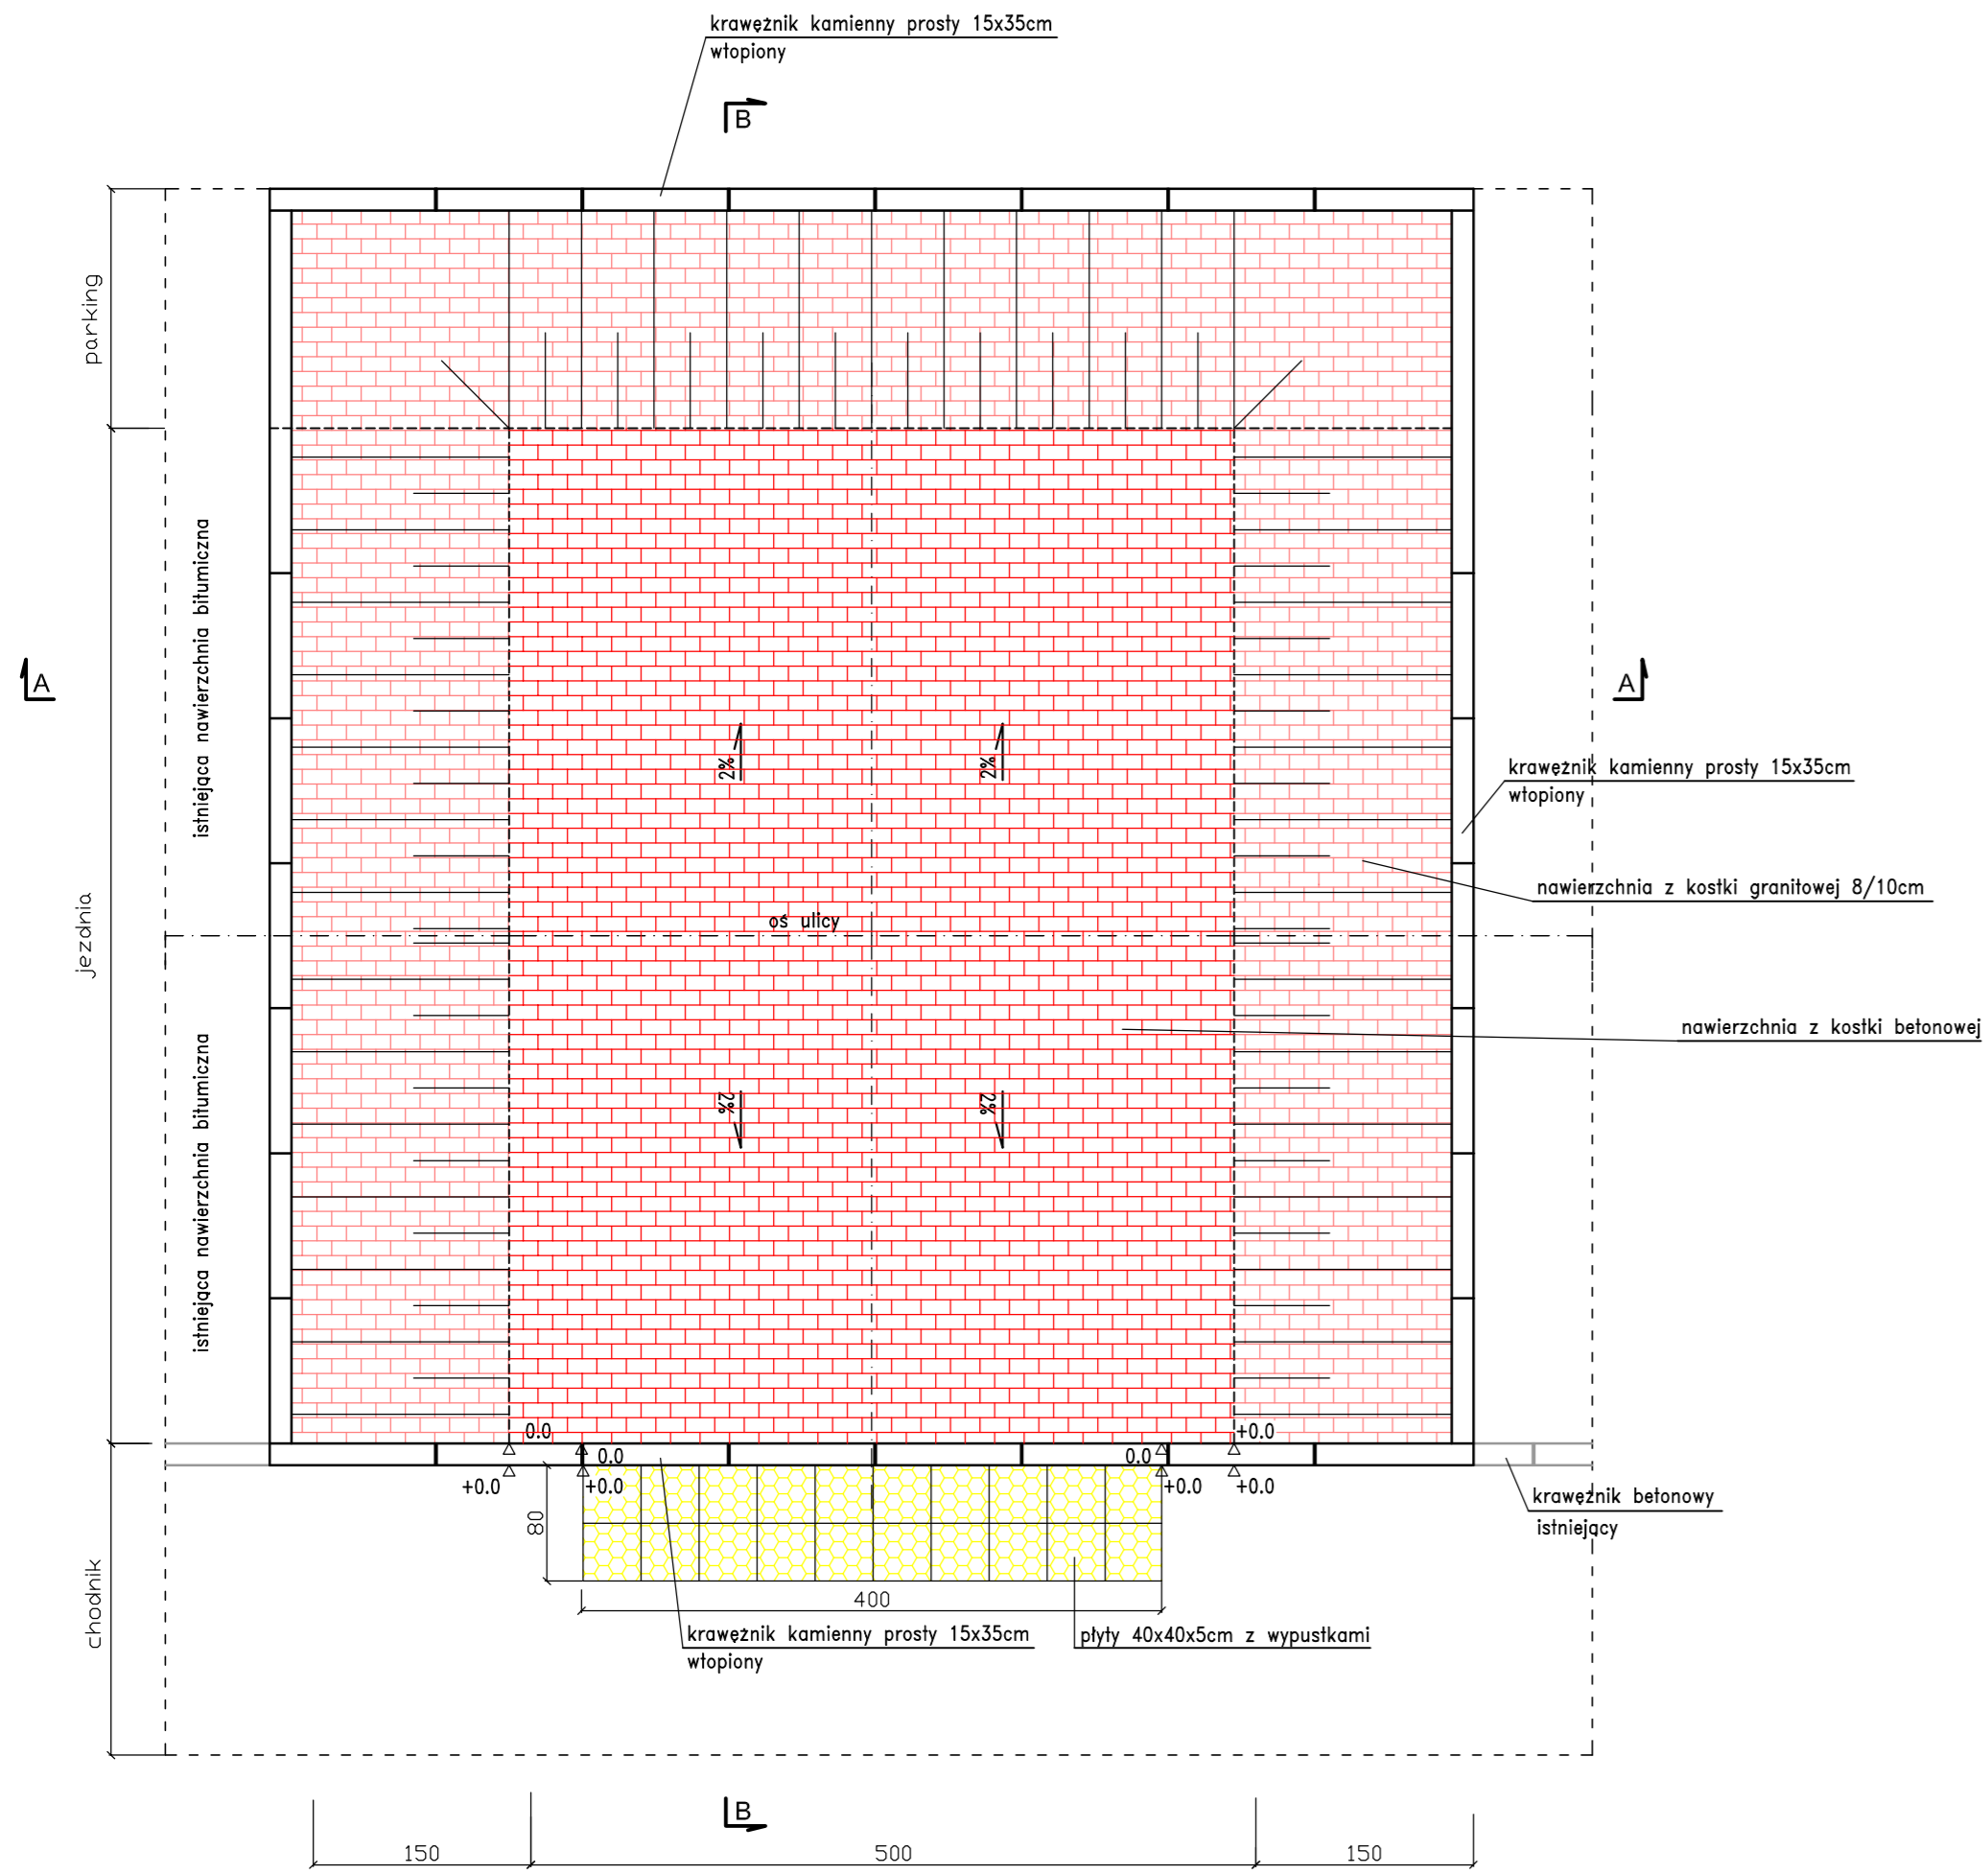 krawężnik kamienny prosty 15x35cm
wtopiony
B
parking
istniejąca nawierzchnia bitumiczna
A
A
2%
2%
krawężnik kamienny prosty 15x35cm
wtopiony
nawierzchnia z kostki granitowej 8/10cm
jezdnia
oś ulicy
nawierzchnia z kostki betonowej
istniejąca nawierzchnia bitumiczna
2%
2%
0.0
+0.0
0.0
0.0
+0.0
+0.0
+0.0
+0.0
krawężnik betonowy
istniejący
80
chodnik
400
krawężnik kamienny prosty 15x35cm
wtopiony
płyty 40x40x5cm z wypustkami
B
150
500
150